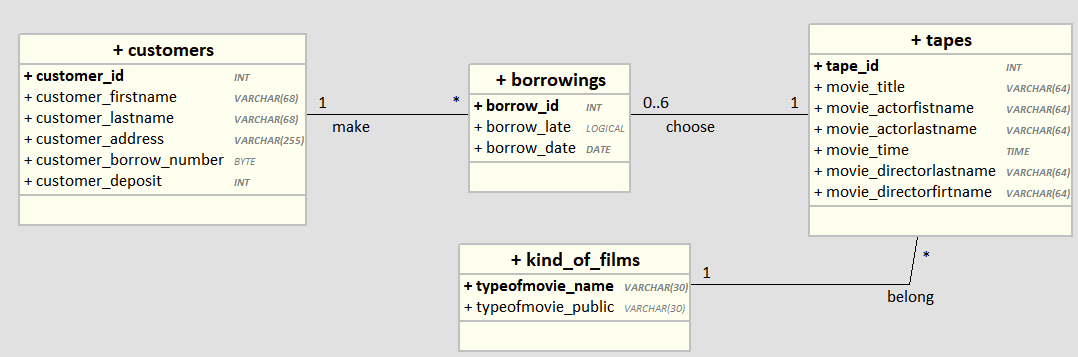 + customers
+ customer_id INT
+ customer_firstname VARCHAR(68)
+ customer_lastname VARCHAR(68)
+ customer_address VARCHAR(255)
+ customer_borrow_number BYTE
+ customer_deposit INT
1 *
make
+ borrowings
+ borrow_id INT
+ borrow_late LOGICAL
+ borrow_date DATE
0..6 1
choose
+ tapes
+ tape_id INT
+ movie_title VARCHAR(64)
+ movie_actorfistname VARCHAR(64)
+ movie_actorlastname VARCHAR(64)
+ movie_time TIME
+ movie_directorlastname VARCHAR(64)
+ movie_directorfirtname VARCHAR(64)
+ kind_of_films
+ typeofmovie_name VARCHAR(30)
+ typeofmovie_public VARCHAR(30)
1 *
belong